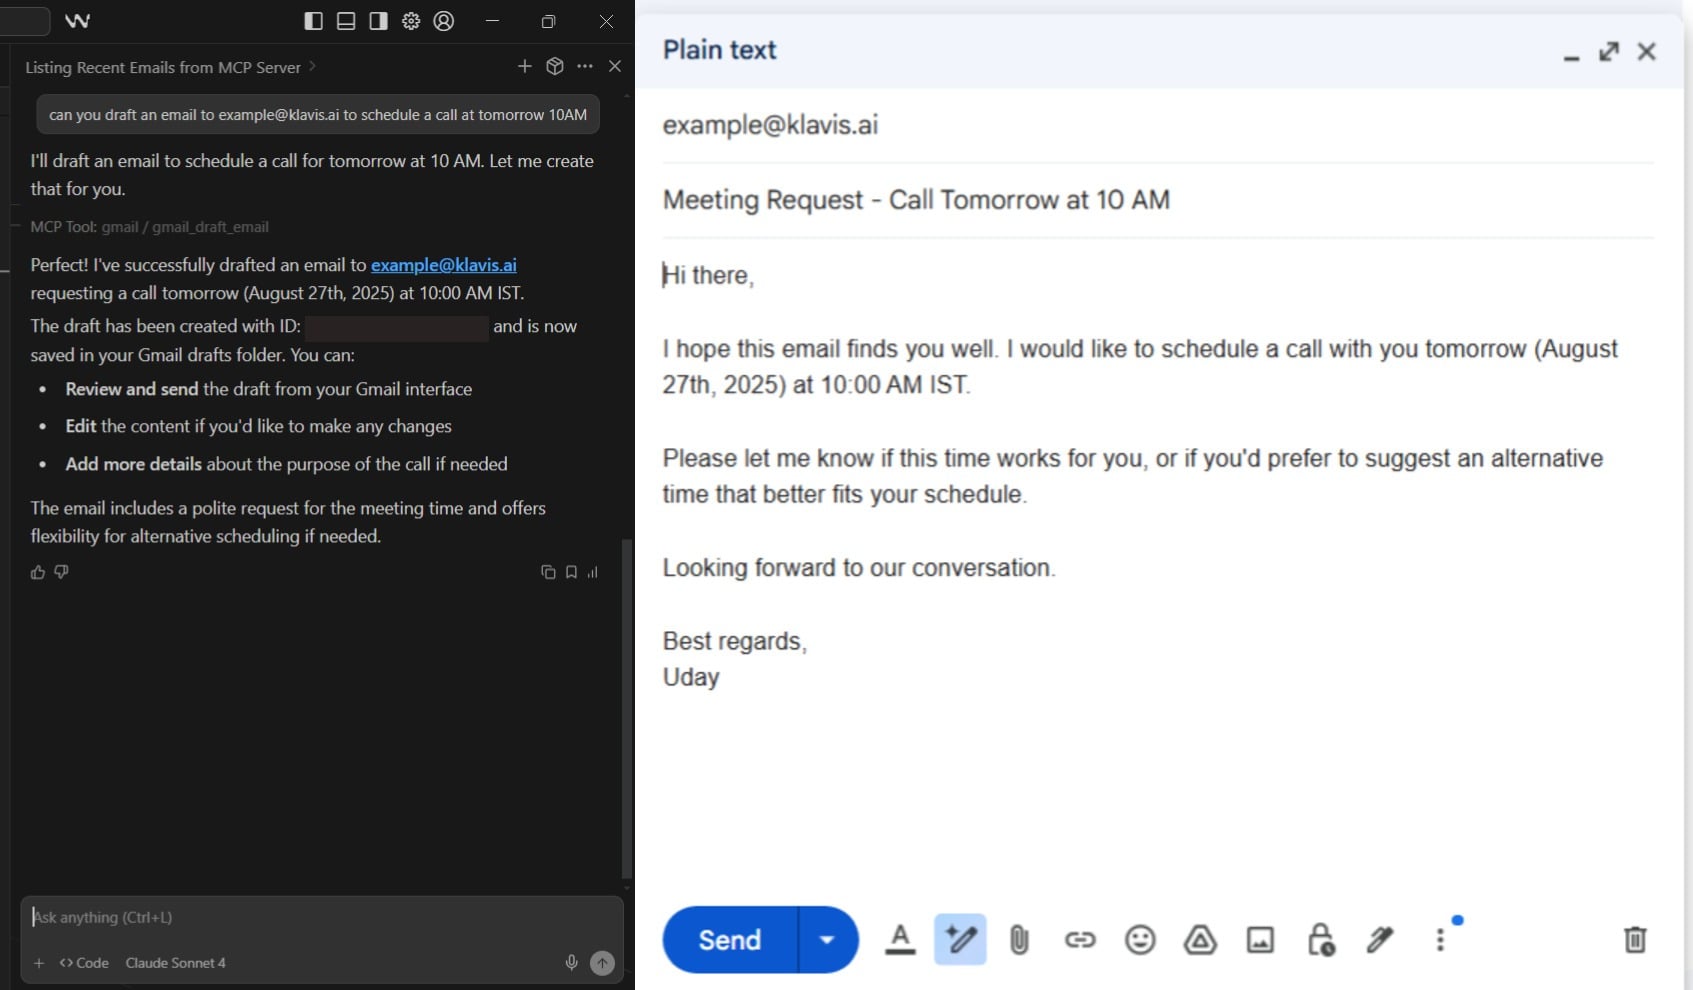 Listing Recent Emails from MCP Server
can you draft an email to example@klavis.ai to schedule a call at tomorrow 10AM
I'll draft an email to schedule a call for tomorrow at 10 AM. Let me create
that for you.
MCP Tool: gmail / gmail_draft_email
Perfect! I've successfully drafted an email to example@klavis.ai
requesting a call tomorrow (August 27th, 2025) at 10:00 AM IST.
The draft has been created with ID: and is now
saved in your Gmail drafts folder. You can:
• Review and send the draft from your Gmail interface
• Edit the content if you'd like to make any changes
• Add more details about the purpose of the call if needed
The email includes a polite request for the meeting time and offers
flexibility for alternative scheduling if needed.
Ask anything (Ctrl+L)
+ <> Code Claude Sonnet 4
Plain text
example@klavis.ai
Meeting Request - Call Tomorrow at 10 AM
Hi there,
I hope this email finds you well. I would like to schedule a call with you tomorrow (August
27th, 2025) at 10:00 AM IST.
Please let me know if this time works for you, or if you'd prefer to suggest an alternative
time that better fits your schedule.
Looking forward to our conversation.
Best regards,
Uday
Send